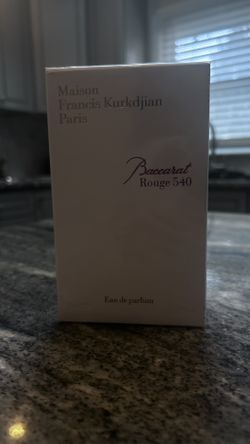 Maison
Francis Kurkdjian
Paris
Baccarat
Rouge 540
Eau de parfum